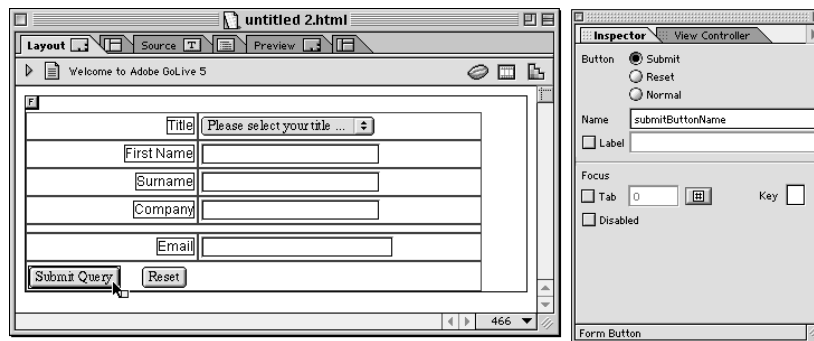 untitled 2.html
Layout Source T Preview
Welcome to Adobe GoLive 5
F
Title Please select your title ...
First Name
Surname
Company
Email
Submit Query Reset
466
Inspector View Controller
Button Submit
Reset
Normal
Name submitButtonName
Label
Focus
Tab 0 Key
Disabled
Form Button